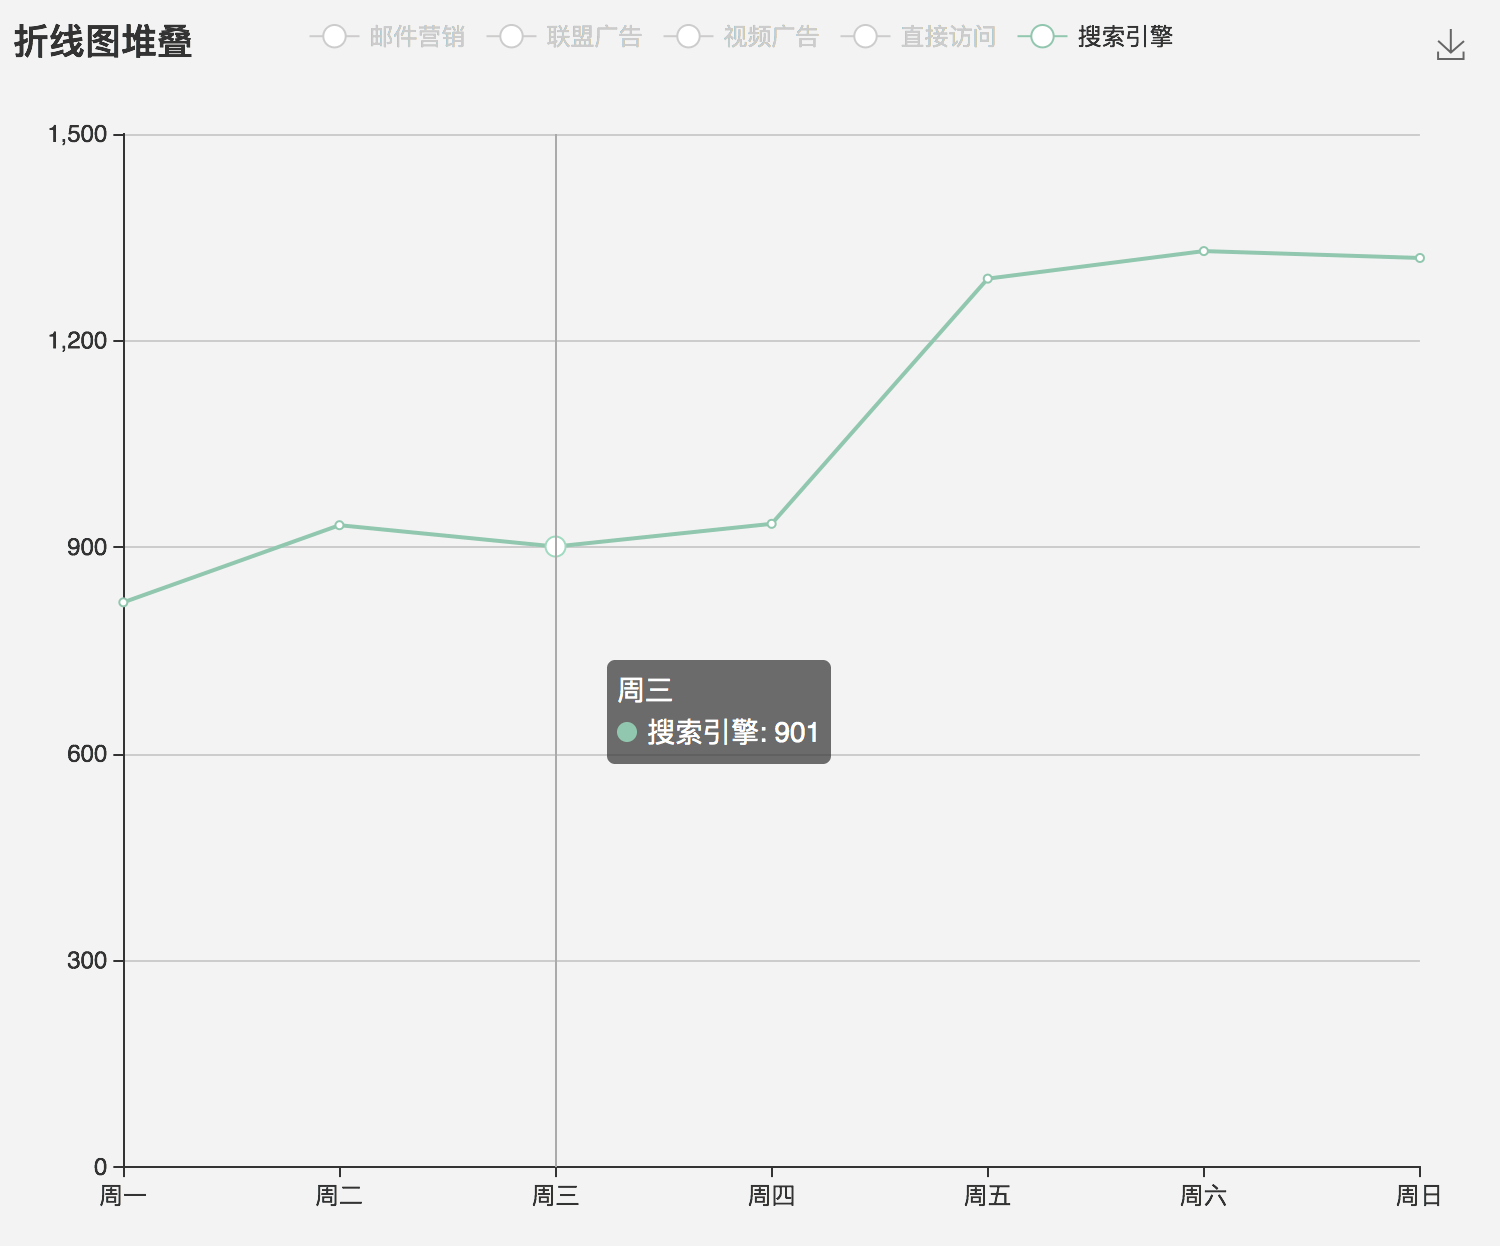 折线图堆叠
邮件营销 联盟广告 视频广告 直接访问 搜索引擎
1,500
1,200
900
周三
搜索引擎: 901
600
300
0
周一 周二 周三 周四 周五 周六 周日